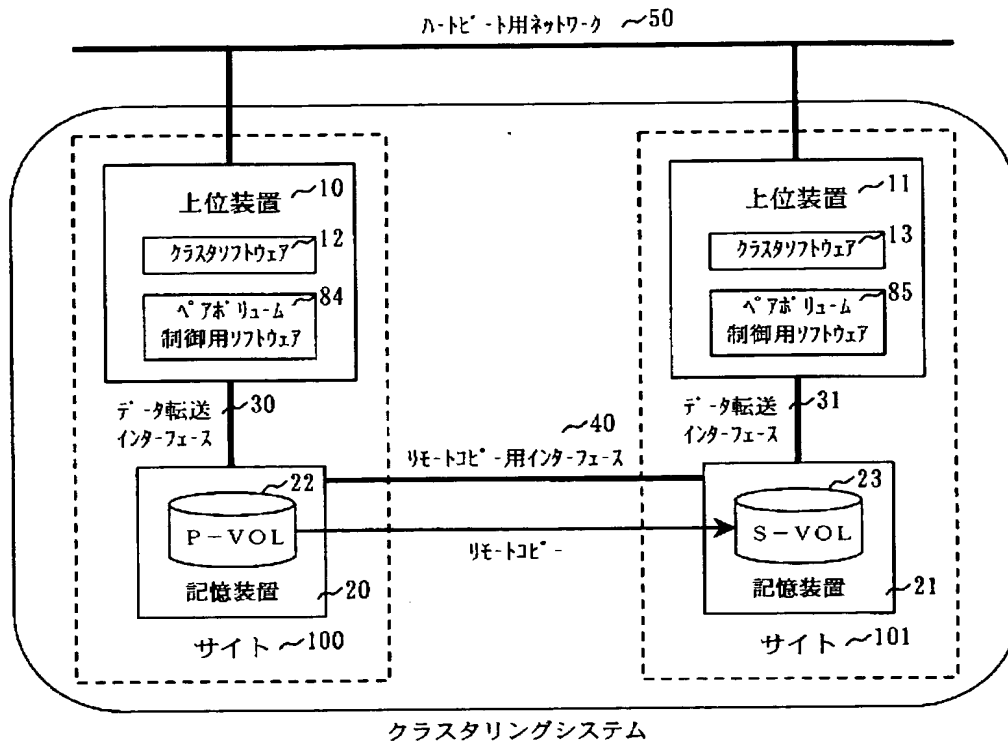 ﾊｰﾄﾋﾞｰﾄ用ﾈｯﾄﾜｰｸ ～50
上位装置 ～10
ｸﾗｽﾀｿﾌﾄｳｪｱ ～12
ﾍﾟｱﾎﾞﾘｭｰﾑ ～84
制御用ｿﾌﾄｳｪｱ
上位装置 ～11
ｸﾗｽﾀｿﾌﾄｳｪｱ ～13
ﾍﾟｱﾎﾞﾘｭｰﾑ ～85
制御用ｿﾌﾄｳｪｱ
ﾃﾞｰﾀ転送 ～30
ｲﾝﾀｰﾌｪｰｽ
ﾃﾞｰﾀ転送 ～31
ｲﾝﾀｰﾌｪｰｽ
～40
ﾘﾓｰﾄｺﾋﾟｰ用ｲﾝﾀｰﾌｪｰｽ
～22
P－VOL
記憶装置 ～20
ﾘﾓｰﾄｺﾋﾟｰ
～23
S－VOL
記憶装置 ～21
サイト ～100
サイト ～101
クラスタリングシステム